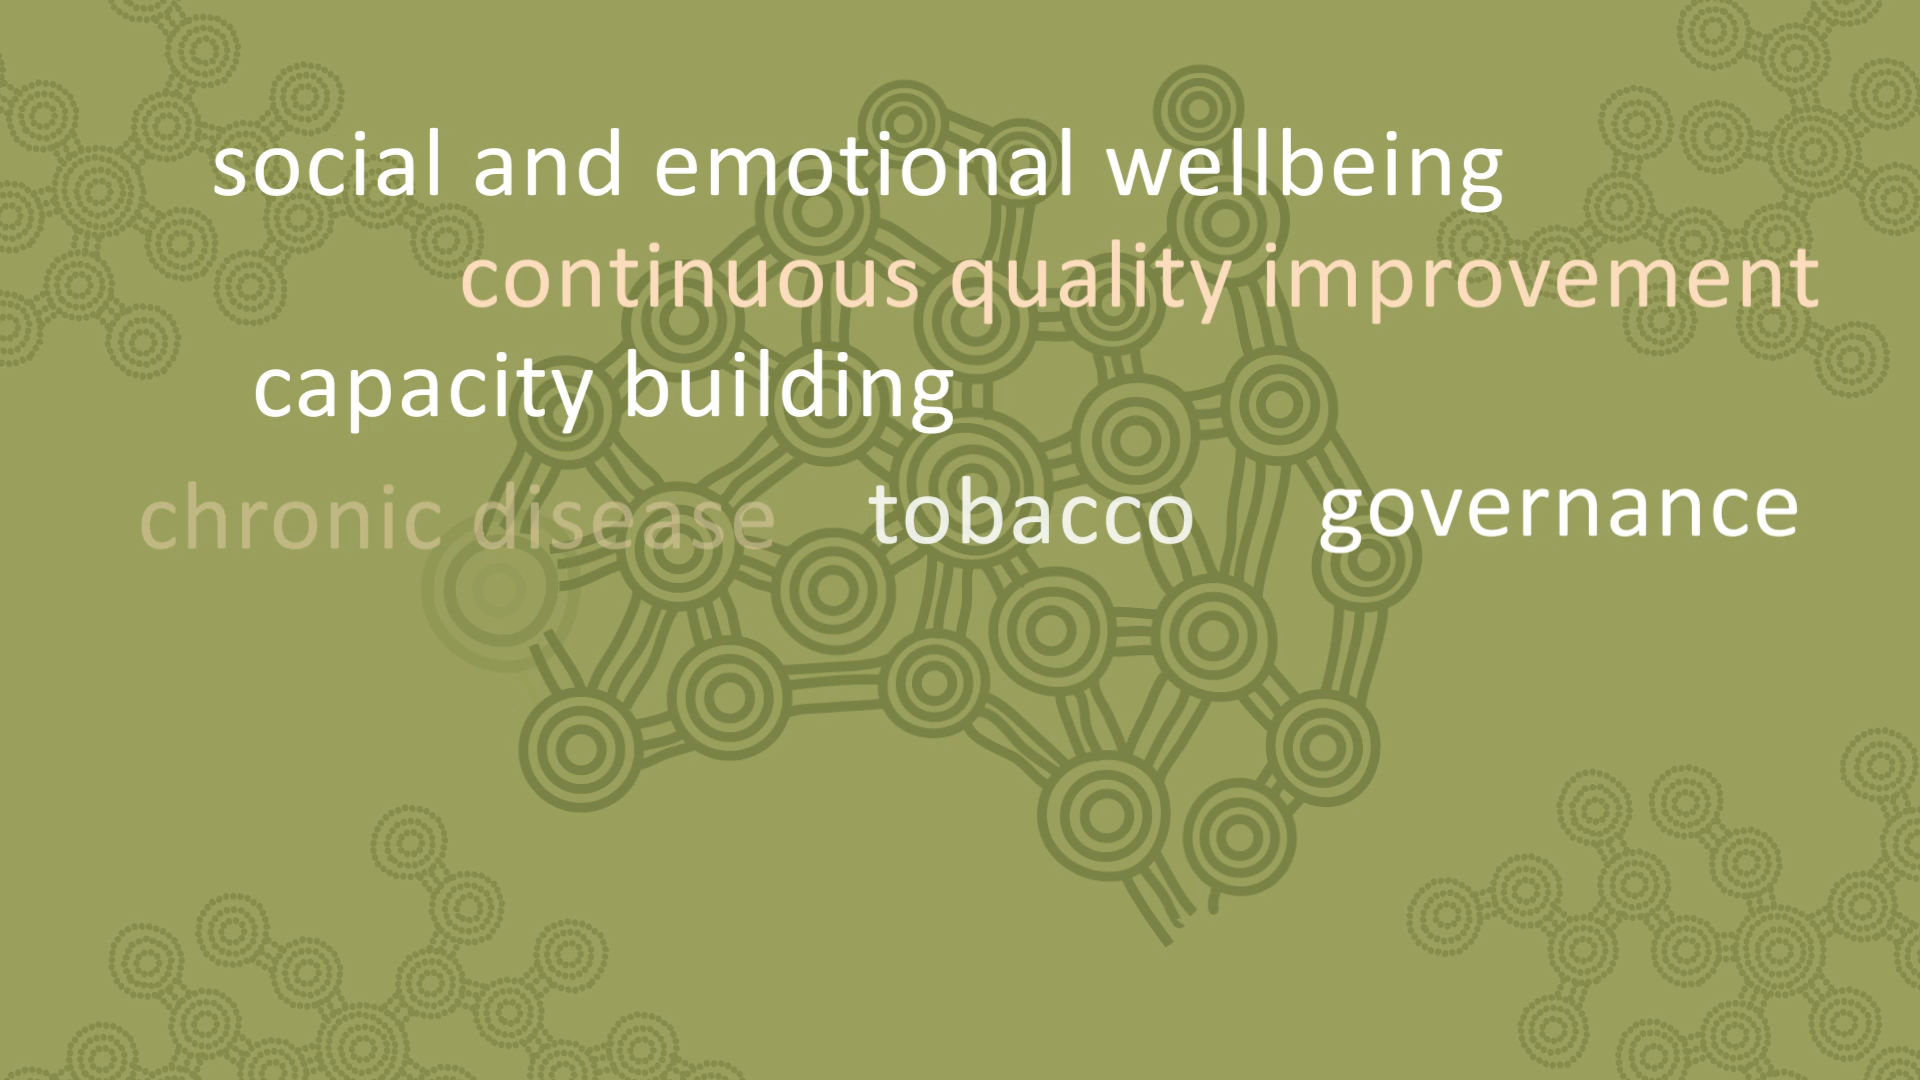 social and emotional wellbeing
continuous quality improvement
capacity building
chronic disease tobacco governance